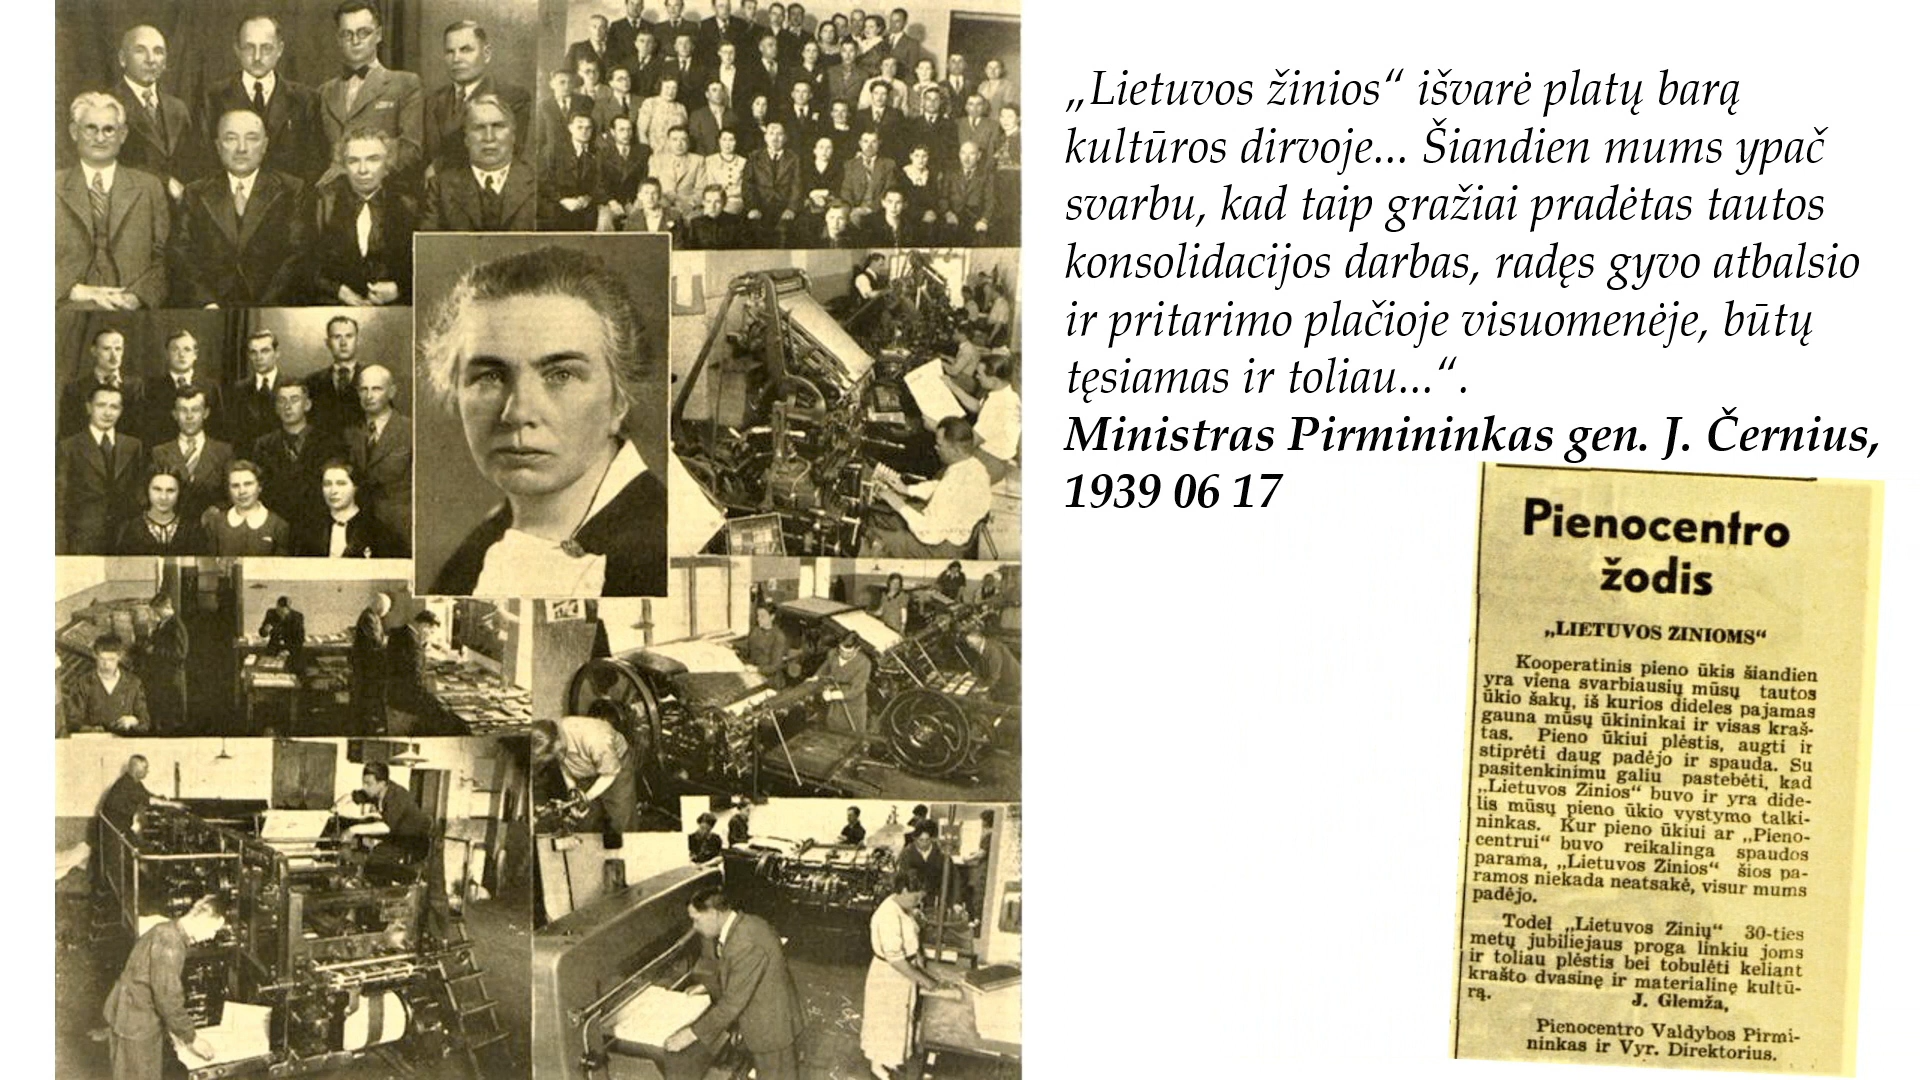 „Lietuvos žinios“ išvarė platų barą
kultūros dirvoje... Šiandien mums ypač
svarbu, kad taip gražiai pradėtas tautos
konsolidacijos darbas, radęs gyvo atbalsio
ir pritarimo plačioje visuomenėje, būtų
tęsiamas ir toliau...“.
Ministras Pirmininkas gen. J. Černius,
1939 06 17
Pienocentro
žodis
„LIETUVOS ŽINIOMS“
Kooperatinis pieno ūkis šiandien
yra viena svarbiausių mūsų tautos
ūkio šakų, iš kurios dideles pajamas
gauna mūsų ūkininkai ir visas kraš-
tas. Pieno ūkiui plėstis, augti ir
stiprėti daug padėjo ir spauda. Su
pasitenkinimu galiu pastebėti, kad
„Lietuvos Žinios“ buvo ir yra dide-
lis mūsų pieno ūkio vystymo talki-
ninkas. Kur pieno ūkiui ar „Pieno-
centrui“ buvo reikalinga spaudos
parama, „Lietuvos Žinios“ šios pa-
ramos niekada neatsakė, visur mums
padėjo.
Todėl „Lietuvos Žinių“ 30-ties
metų jubiliejaus proga linkiu joms
ir toliau plėstis bei tobulėti keliant
krašto dvasinę ir materialinę kultū-
rą.
J. Glemža,
Pienocentro Valdybos Pirmi-
ninkas ir Vyr. Direktorius.